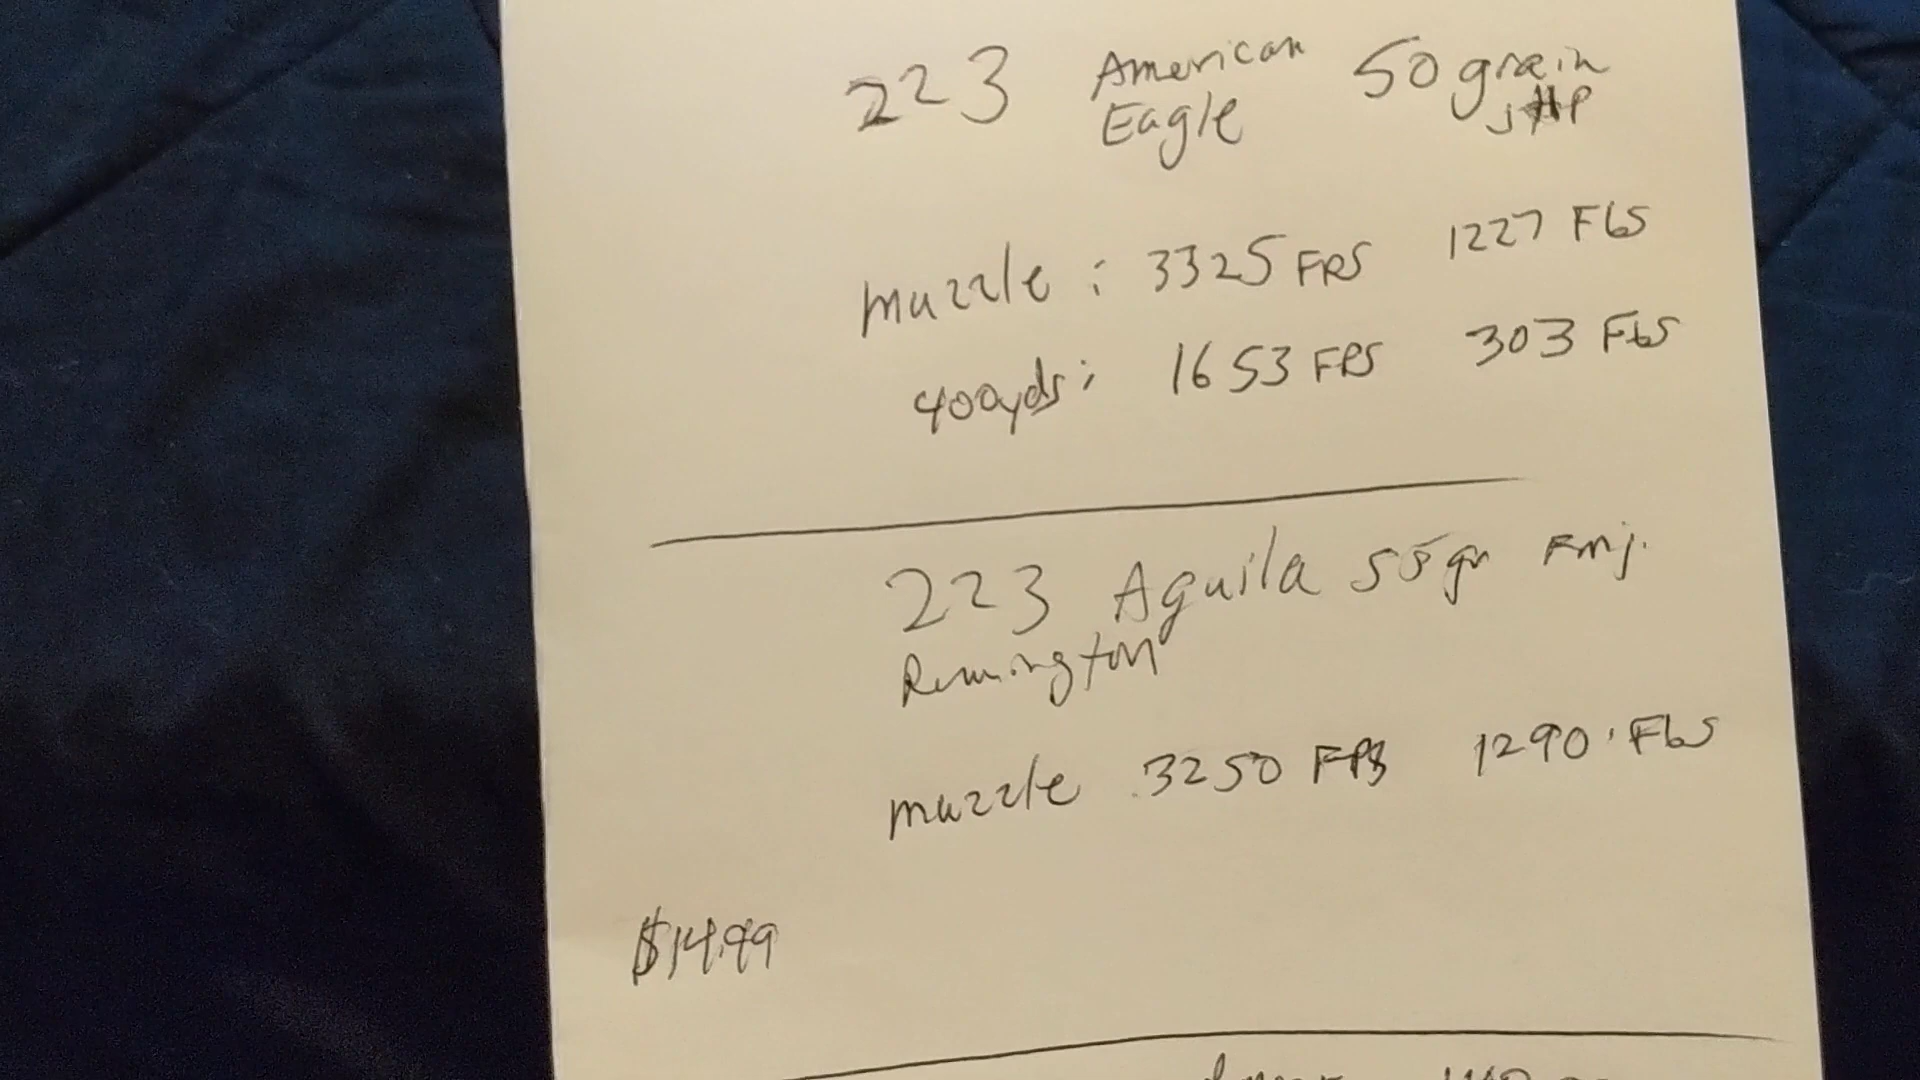 223 American Eagle 50 grain
JHP
muzzle: 3325 FPS 1227 Fbs
400yds: 1653 FPS 303 Fbs
223 Aguila 55gr Fmj.
Remington
muzzle 3250 FPS 1290 Fbs
$14.99